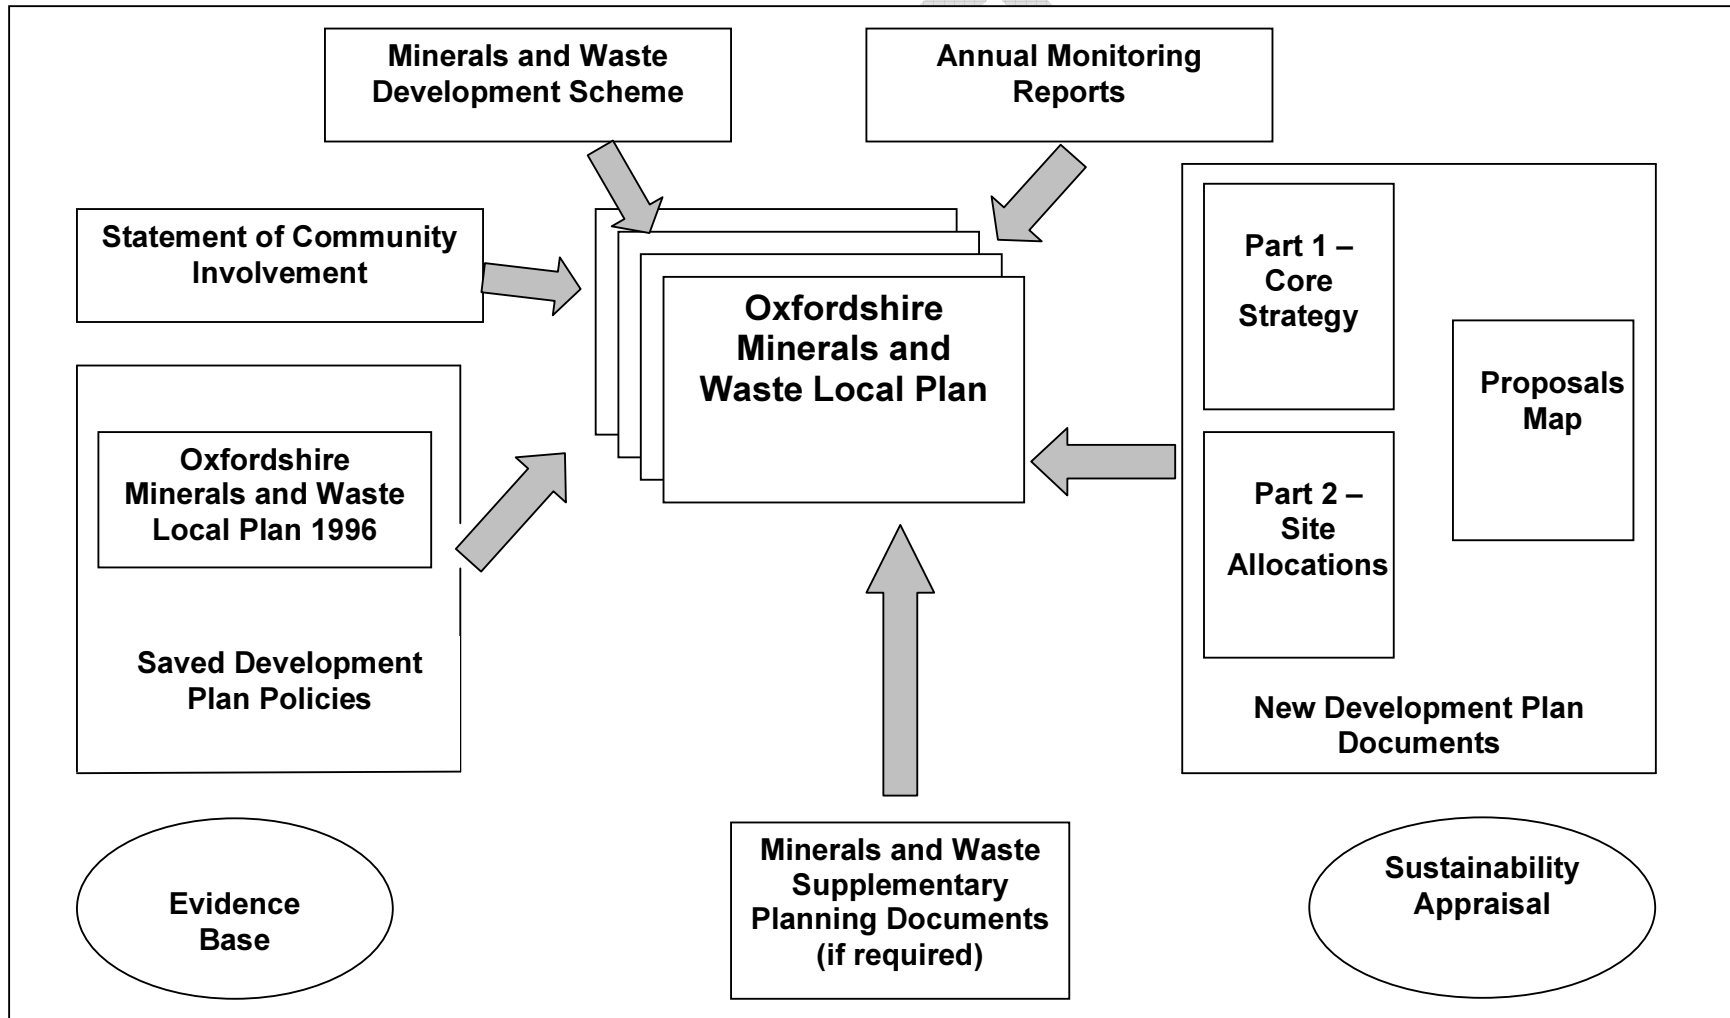 Minerals and Waste
Development Scheme
Annual Monitoring
Reports
Statement of Community
Involvement
Oxfordshire
Minerals and
Waste Local Plan
Part 1 –
Core
Strategy
Proposals
Map
Oxfordshire
Minerals and Waste
Local Plan 1996
Part 2 –
Site
Allocations
Saved Development
Plan Policies
New Development Plan
Documents
Evidence
Base
Minerals and Waste
Supplementary
Planning Documents
(if required)
Sustainability
Appraisal